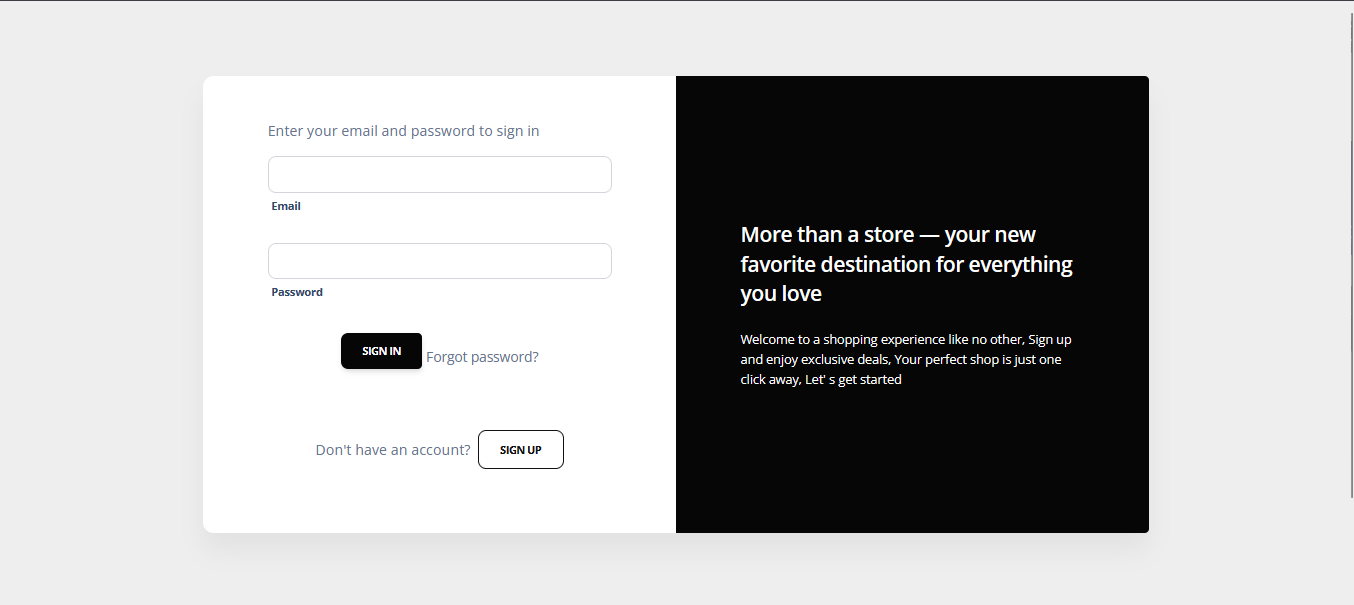 Enter your email and password to sign in
Email
Password
SIGN IN Forgot password?
Don't have an account? SIGN UP
More than a store — your new
favorite destination for everything
you love
Welcome to a shopping experience like no other, Sign up
and enjoy exclusive deals, Your perfect shop is just one
click away, Let' s get started